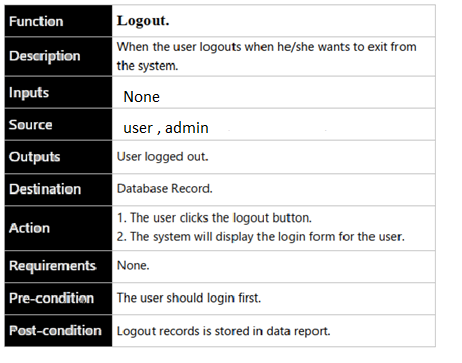 Function Logout.
Description When the user logouts when he/she wants to exit from
the system.
Inputs None
Source user , admin
Outputs User logged out.
Destination Database Record.
Action 1. The user clicks the logout button.
2. The system will display the login form for the user.
Requirements None.
Pre-condition The user should login first.
Post-condition Logout records is stored in data report.